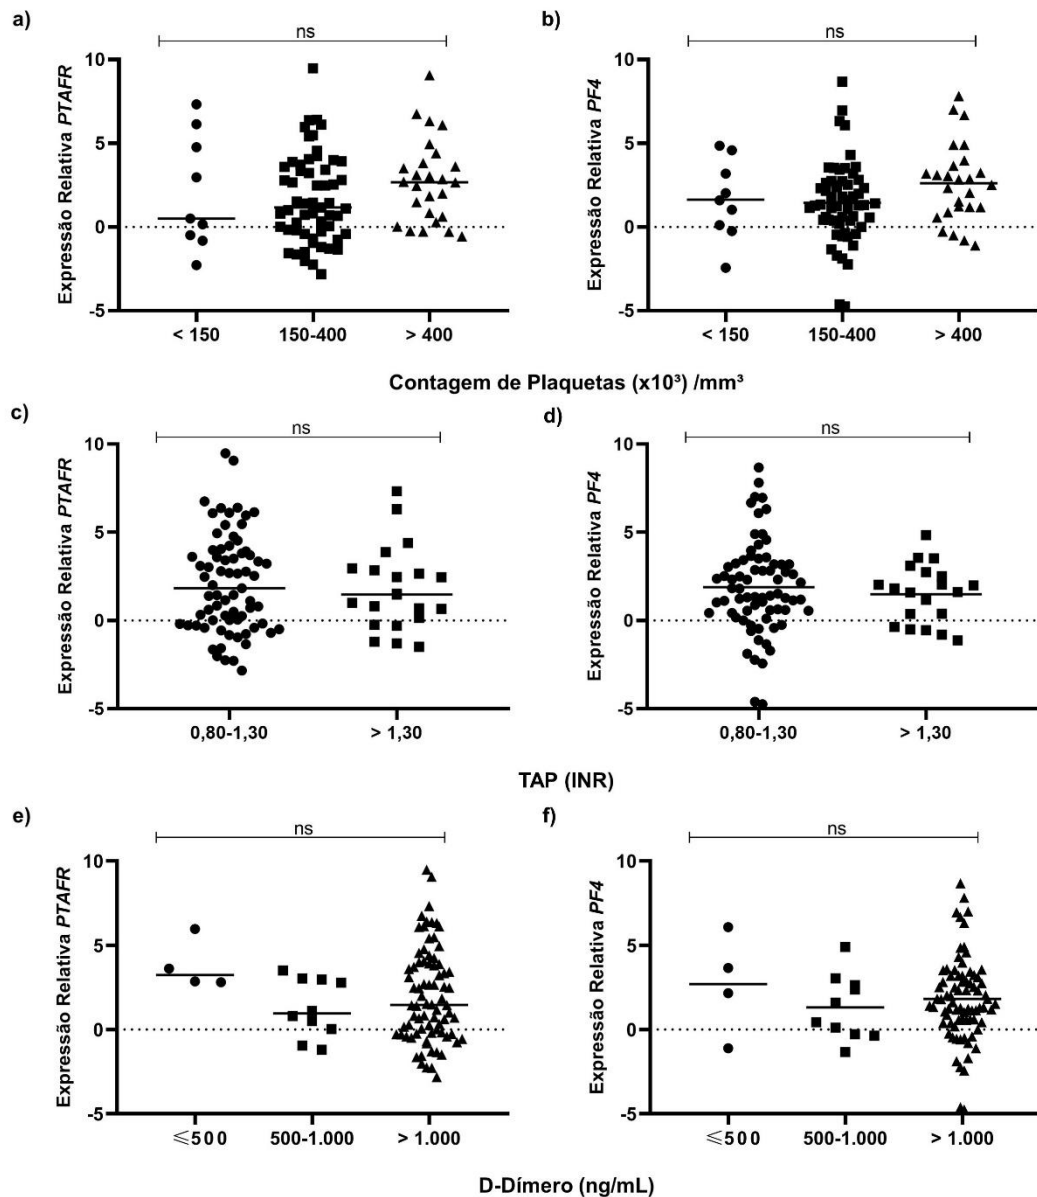 a)
b)
ns
ns
Expressão Relativa PTAFR
10
5
0
-5
< 150
150-400
> 400
Expressão Relativa PF4
10
5
0
-5
< 150
150-400
> 400
Contagem de Plaquetas (x10³) /mm³
c)
d)
ns
ns
Expressão Relativa PTAFR
10
5
0
-5
0,80-1,30
> 1,30
Expressão Relativa PF4
10
5
0
-5
0,80-1,30
> 1,30
TAP (INR)
e)
f)
ns
ns
Expressão Relativa PTAFR
10
5
0
-5
≤500
500-1.000
> 1.000
Expressão Relativa PF4
10
5
0
-5
≤500
500-1.000
> 1.000
D-Dímero (ng/mL)